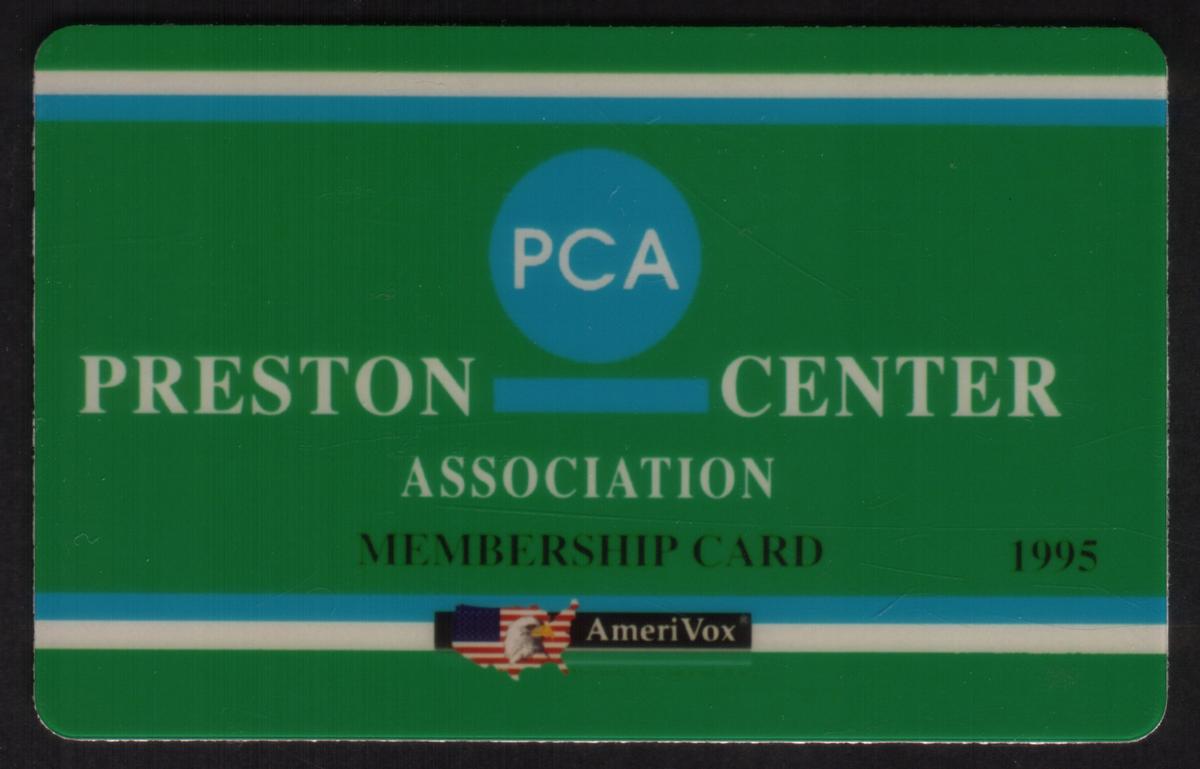 PCA
PRESTON CENTER
ASSOCIATION
MEMBERSHIP CARD 1995
AmeriVox®